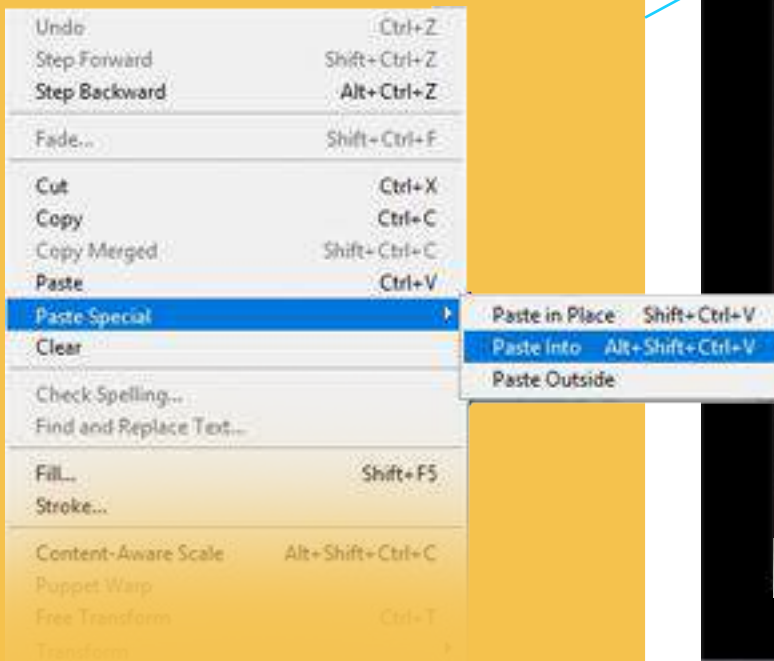 Undo Ctrl+Z
Step Forward Shift+Ctrl+Z
Step Backward Alt+Ctrl+Z
Fade... Shift+Ctrl+F
Cut Ctrl+X
Copy Ctrl+C
Copy Merged Shift+Ctrl+C
Paste Ctrl+V
Paste Special
Paste in Place Shift+Ctrl+V
Paste Into Alt+Shift+Ctrl+V
Paste Outside
Clear
Check Spelling...
Find and Replace Text...
Fill... Shift+F5
Stroke...
Content-Aware Scale Alt+Shift+Ctrl+C
Puppet Warp
Free Transform Ctrl+T
Transform